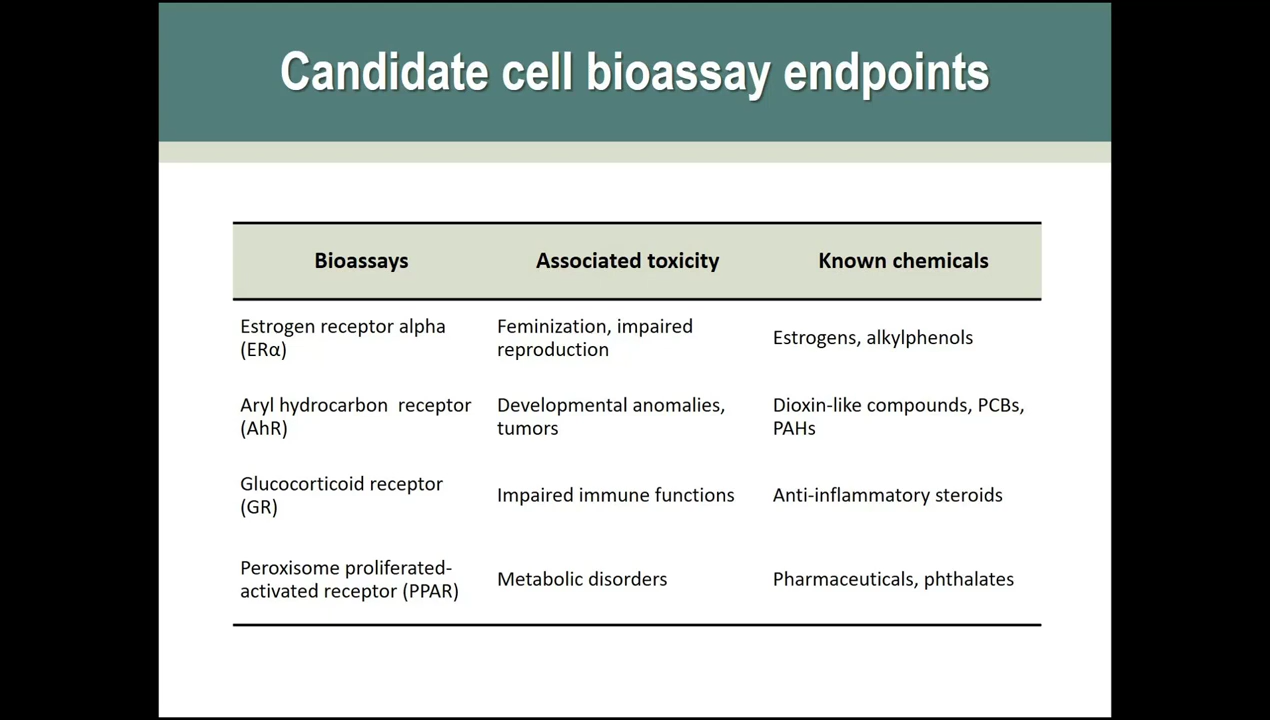 Candidate cell bioassay endpoints
Bioassays Associated toxicity Known chemicals
Estrogen receptor alpha
(ERα)
Feminization, impaired
reproduction
Estrogens, alkylphenols
Aryl hydrocarbon receptor
(AhR)
Developmental anomalies,
tumors
Dioxin-like compounds, PCBs,
PAHs
Glucocorticoid receptor
(GR)
Impaired immune functions
Anti-inflammatory steroids
Peroxisome proliferated-
activated receptor (PPAR)
Metabolic disorders
Pharmaceuticals, phthalates